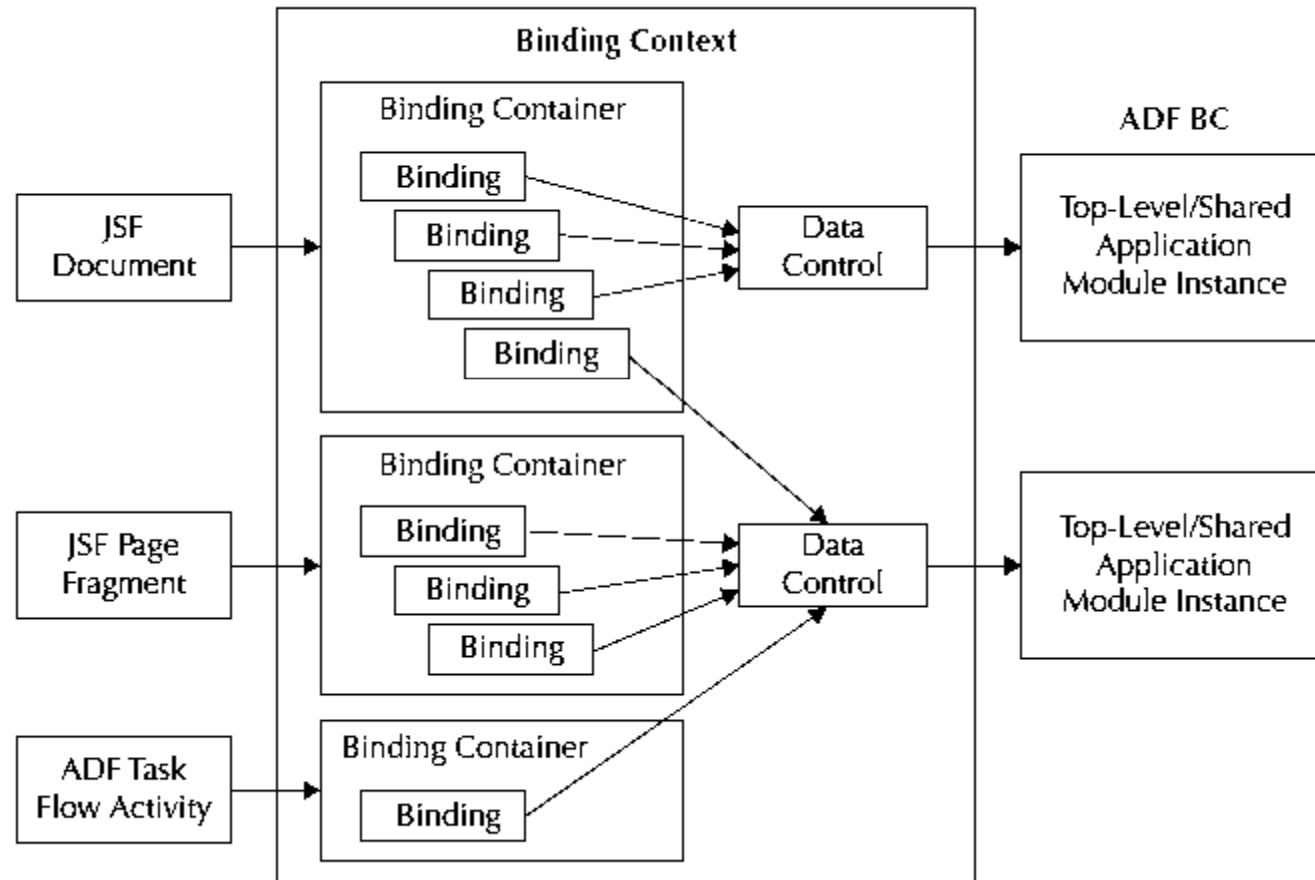 Binding Context
Binding Container
ADF BC
Binding
Top-Level/Shared
Application
Module Instance
JSF
Document
Binding
Data
Control
Binding
Binding
Binding Container
Binding
Top-Level/Shared
Application
Module Instance
JSF Page
Fragment
Binding
Data
Control
Binding
Binding Container
ADF Task
Flow Activity
Binding